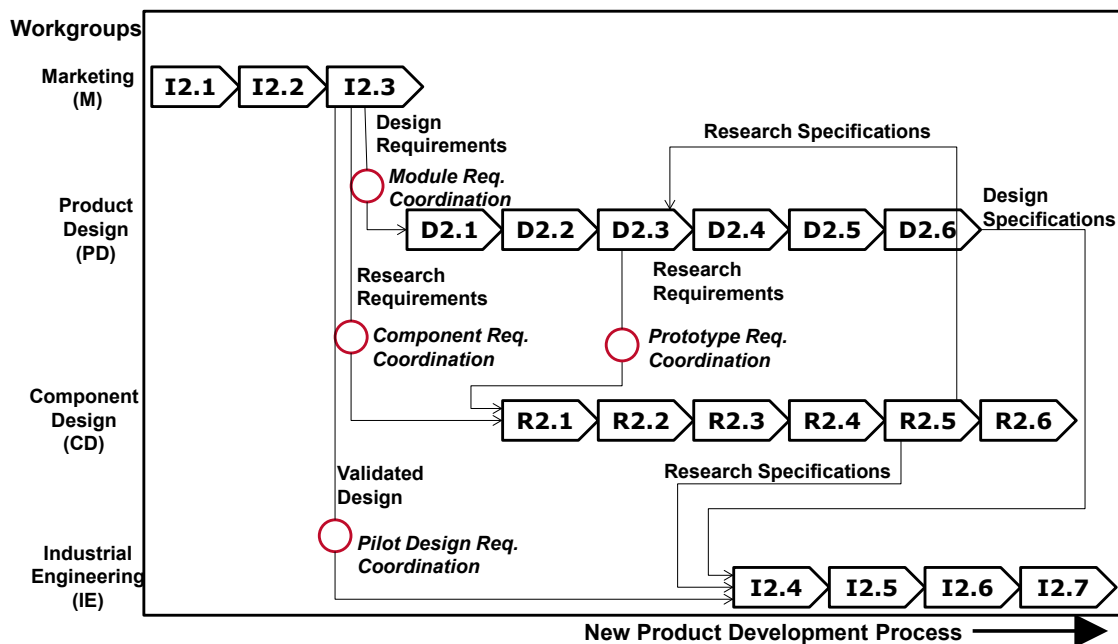 Workgroups
Marketing
(M)
I2.1
I2.2
I2.3
Design
Requirements
Research Specifications
Module Req.
Coordination
Design
Specifications
Product
Design
(PD)
D2.1
D2.2
D2.3
D2.4
D2.5
D2.6
Research
Requirements
Research
Requirements
Component Req.
Coordination
Prototype Req.
Coordination
Component
Design
(CD)
R2.1
R2.2
R2.3
R2.4
R2.5
R2.6
Validated
Design
Research Specifications
Pilot Design Req.
Coordination
Industrial
Engineering
(IE)
I2.4
I2.5
I2.6
I2.7
New Product Development Process